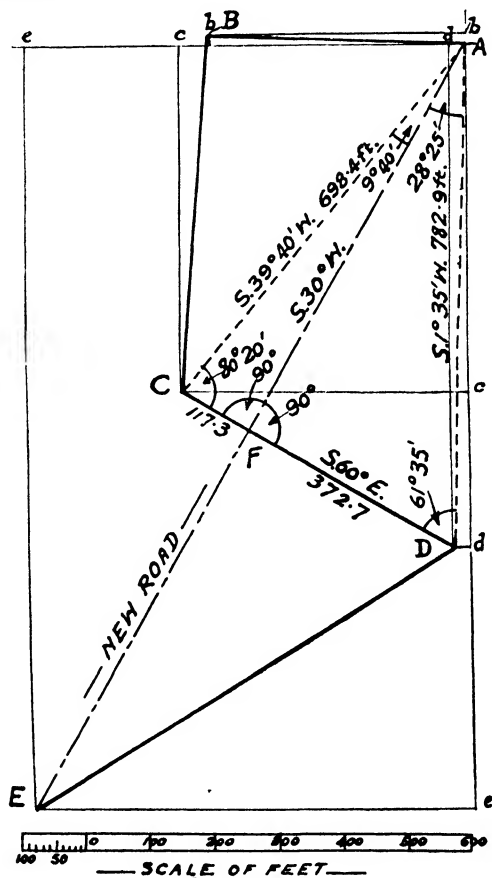 e
c
b B
d
b
A
S. 39° 40' W. 698.4 ft.
9° 40'
28° 25'
S. 1° 35' W. 782.9 ft.
S. 30° W.
C
80° 20'
90°
90°
c
117.3
F
S. 60° E.
372.7
61° 35'
D
d
NEW ROAD
E
e
100 50 0 100 200 300 400 500 600
SCALE OF FEET